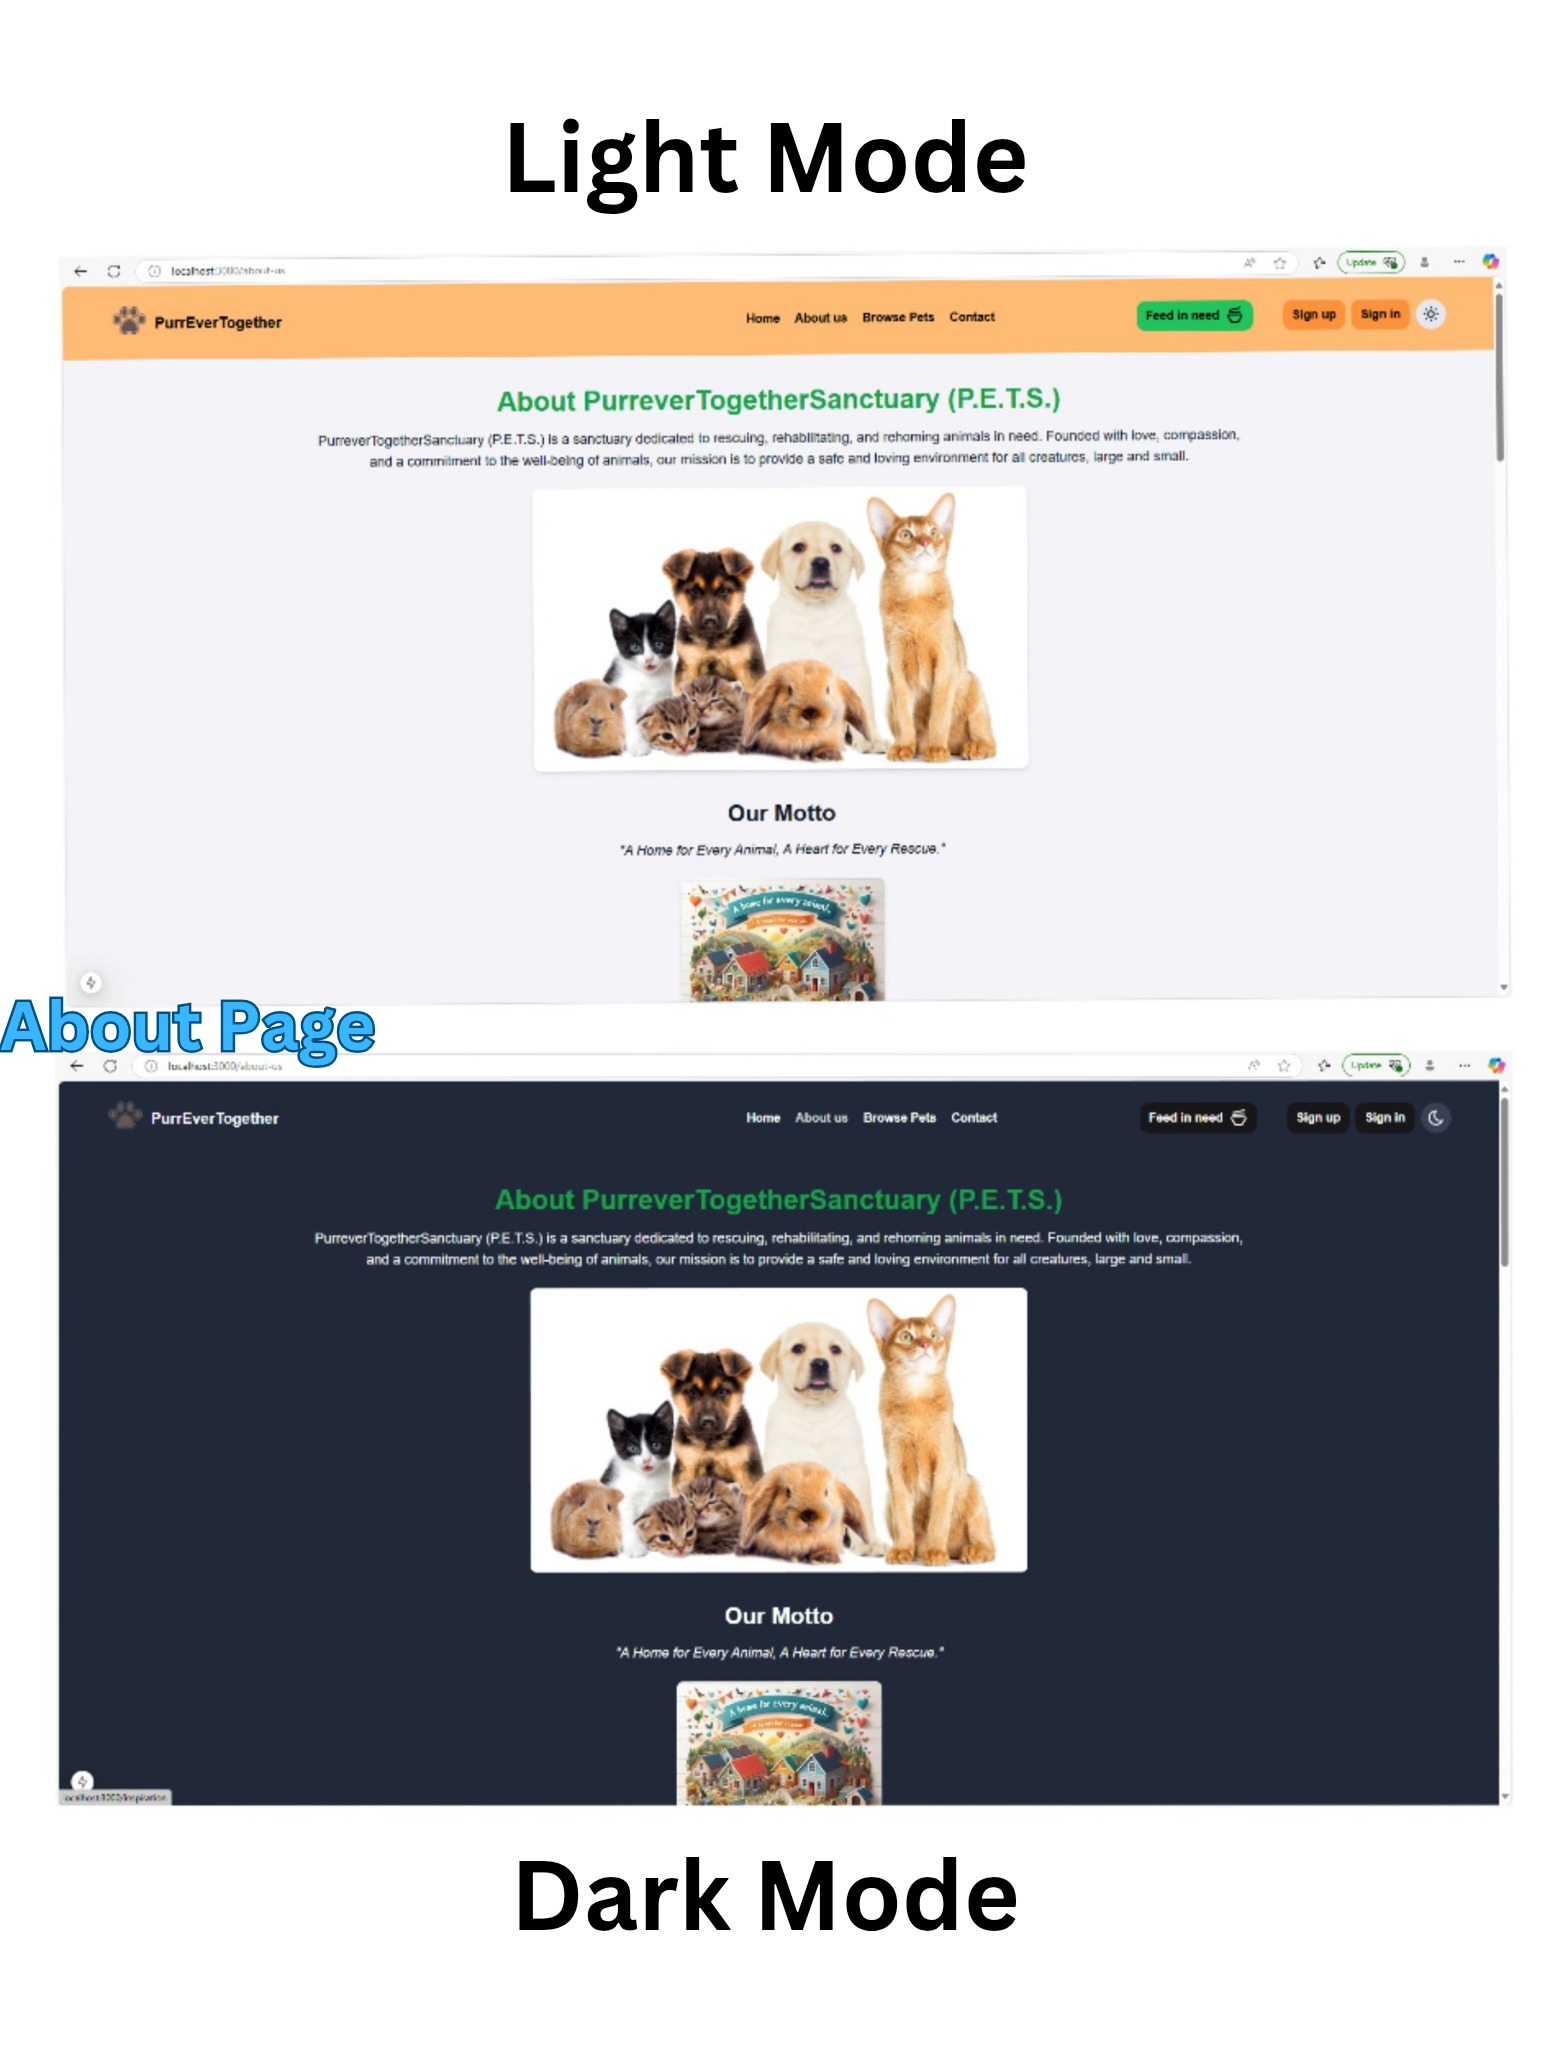 Light Mode
localhost:3000/about-us
Update
PurrEverTogether
Home About us Browse Pets Contact
Feed in need
Sign up Sign in
About PurreverTogetherSanctuary (P.E.T.S.)
PurreverTogetherSanctuary (P.E.T.S.) is a sanctuary dedicated to rescuing, rehabilitating, and rehoming animals in need. Founded with love, compassion,
and a commitment to the well-being of animals, our mission is to provide a safe and loving environment for all creatures, large and small.
Our Motto
"A Home for Every Animal, A Heart for Every Rescue."
A home for every animal,
About Page
localhost:3000/about-us
Update
PurrEverTogether
Home About us Browse Pets Contact
Feed in need
Sign up Sign in
About PurreverTogetherSanctuary (P.E.T.S.)
PurreverTogetherSanctuary (P.E.T.S.) is a sanctuary dedicated to rescuing, rehabilitating, and rehoming animals in need. Founded with love, compassion,
and a commitment to the well-being of animals, our mission is to provide a safe and loving environment for all creatures, large and small.
Our Motto
"A Home for Every Animal, A Heart for Every Rescue."
A home for every animal,
localhost:3000/inspiration
Dark Mode